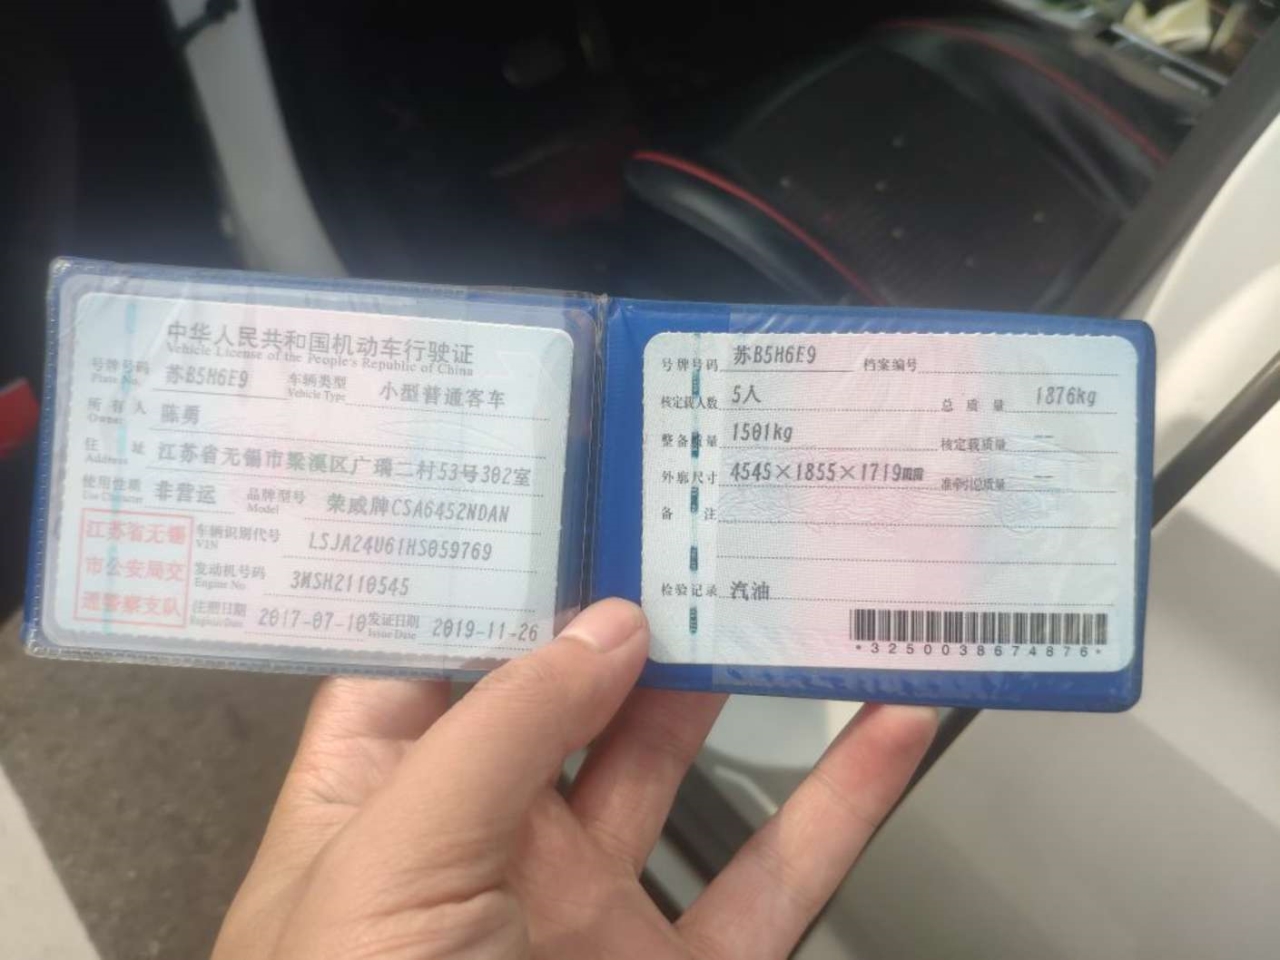 中华人民共和国机动车行驶证
Vehicle License of the People's Republic of China
号牌号码 苏B5H6E9 车辆类型 小型普通客车
Plate No. Vehicle Type
所有人 陈勇
Owner
住址 江苏省无锡市梁溪区广瑞二村53号302室
Address
使用性质 非营运 品牌型号 荣威牌CSA6452NDAN
Use Character Model
江苏省无锡
市公安局交
通警察支队
车辆识别代号 LSJA24U61HS059769
VIN
发动机号码 3MSH2110545
Engine No.
注册日期 2017-07-10 发证日期 2019-11-26
Issue Date
号牌号码 苏B5H6E9 档案编号
核定载人数 5人 总质量 1876kg
整备质量 1501kg 核定载质量 --
外廓尺寸 4545×1855×1719 准牵引总质量 --
备注
检验记录 汽油
*3250038674876*